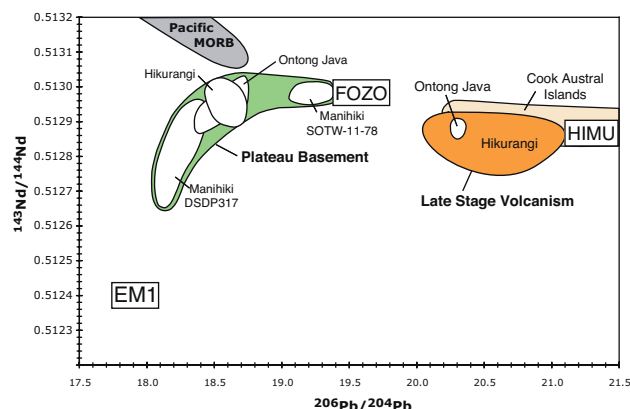 0.5132
0.5131
0.5130
0.5129
0.5128
0.5127
0.5126
0.5125
0.5124
0.5123
143Nd/144Nd
Pacific
MORB
Ontong Java
Hikurangi
FOZO
Manihiki
SOTW-11-78
Plateau Basement
Manihiki
DSDP317
EM1
Ontong Java
Cook Austral
Islands
HIMU
Hikurangi
Late Stage Volcanism
17.5 18.0 18.5 19.0 19.5 20.0 20.5 21.0 21.5
206Pb/204Pb